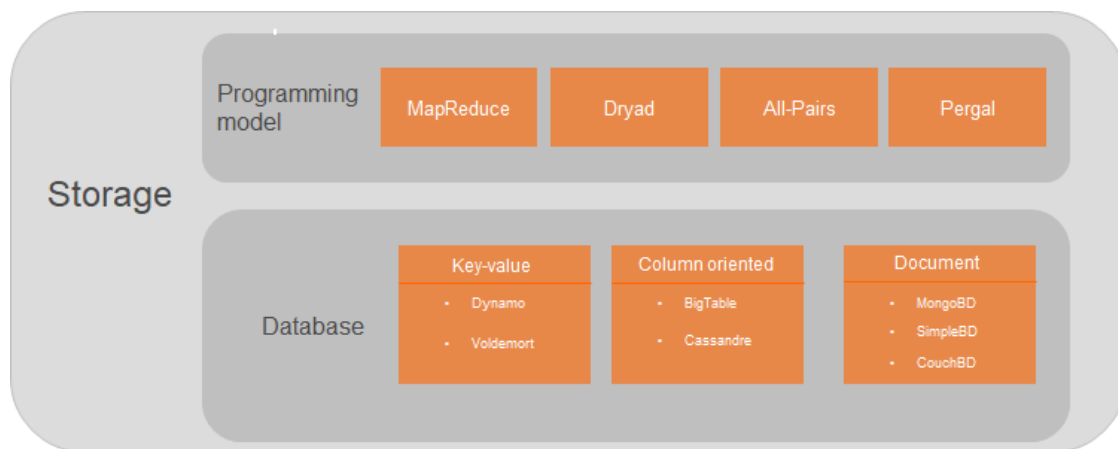 Storage
Programming
model
MapReduce
Dryad
All-Pairs
Pergal
Database
Key-value
• Dynamo
• Voldemort
Column oriented
• BigTable
• Cassandre
Document
• MongoBD
• SimpleBD
• CouchBD